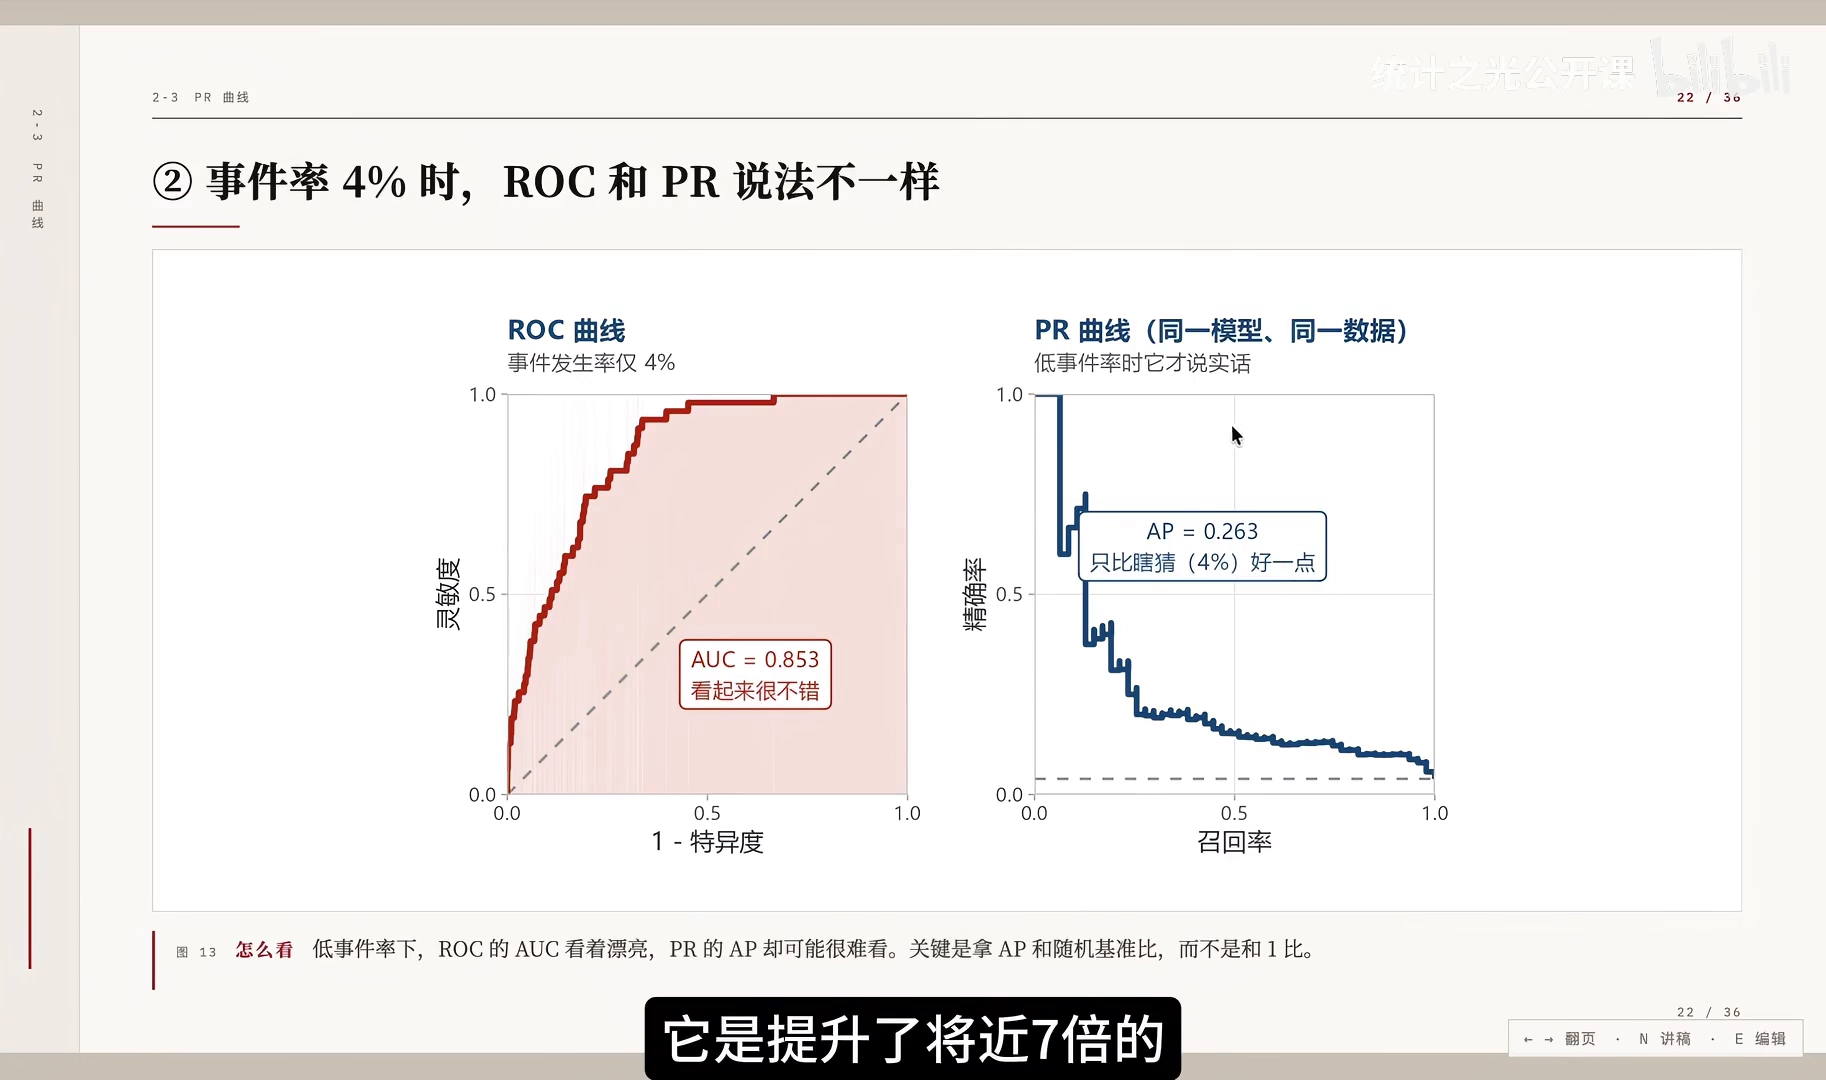 统计之光公开课 bilibili
2-3 PR 曲线
22 / 36
2-3 PR 曲线
② 事件率 4% 时，ROC 和 PR 说法不一样
ROC 曲线
事件发生率仅 4%
1.0
0.5
0.0
灵敏度
AUC = 0.853
看起来很不错
0.0
0.5
1.0
1 - 特异度
PR 曲线（同一模型、同一数据）
低事件率时它才说实话
1.0
0.5
0.0
精确率
AP = 0.263
只比瞎猜（4%）好一点
0.0
0.5
1.0
召回率
图 13 怎么看 低事件率下，ROC 的 AUC 看着漂亮，PR 的 AP 却可能很难看。关键是拿 AP 和随机基准比，而不是和 1 比。
22 / 36
← → 翻页 · N 讲稿 · E 编辑
它是提升了将近7倍的